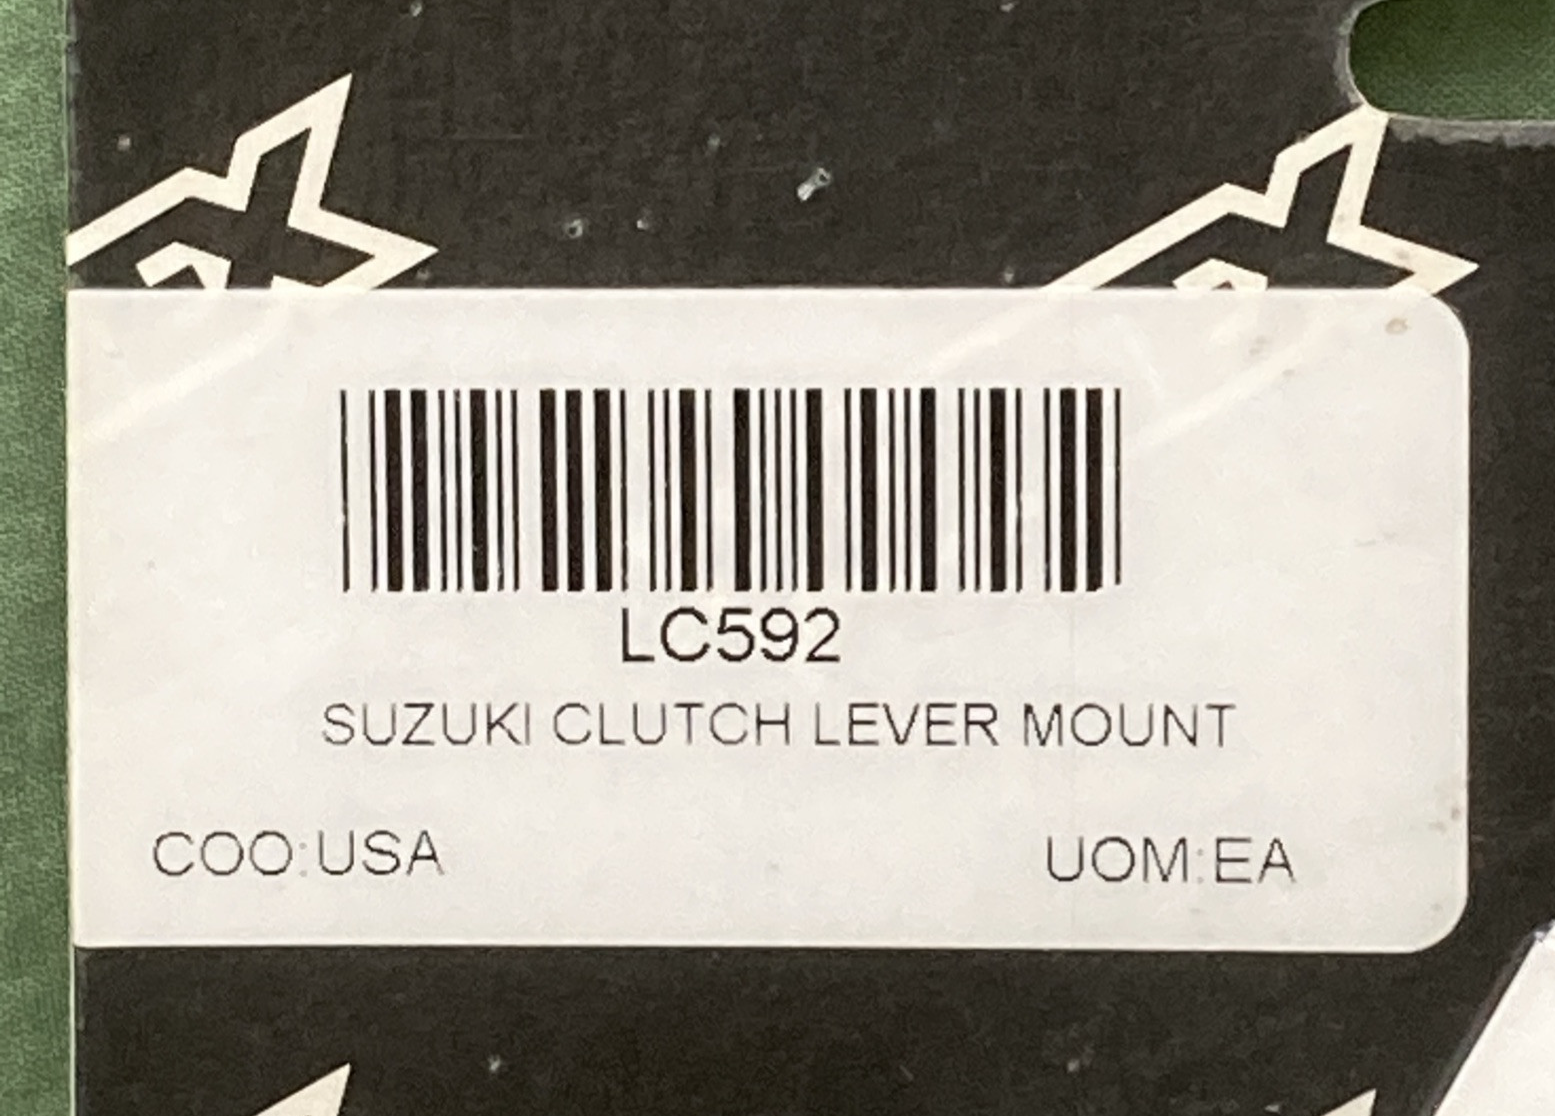 LC592
SUZUKI CLUTCH LEVER MOUNT
COO:USA
UOM:EA